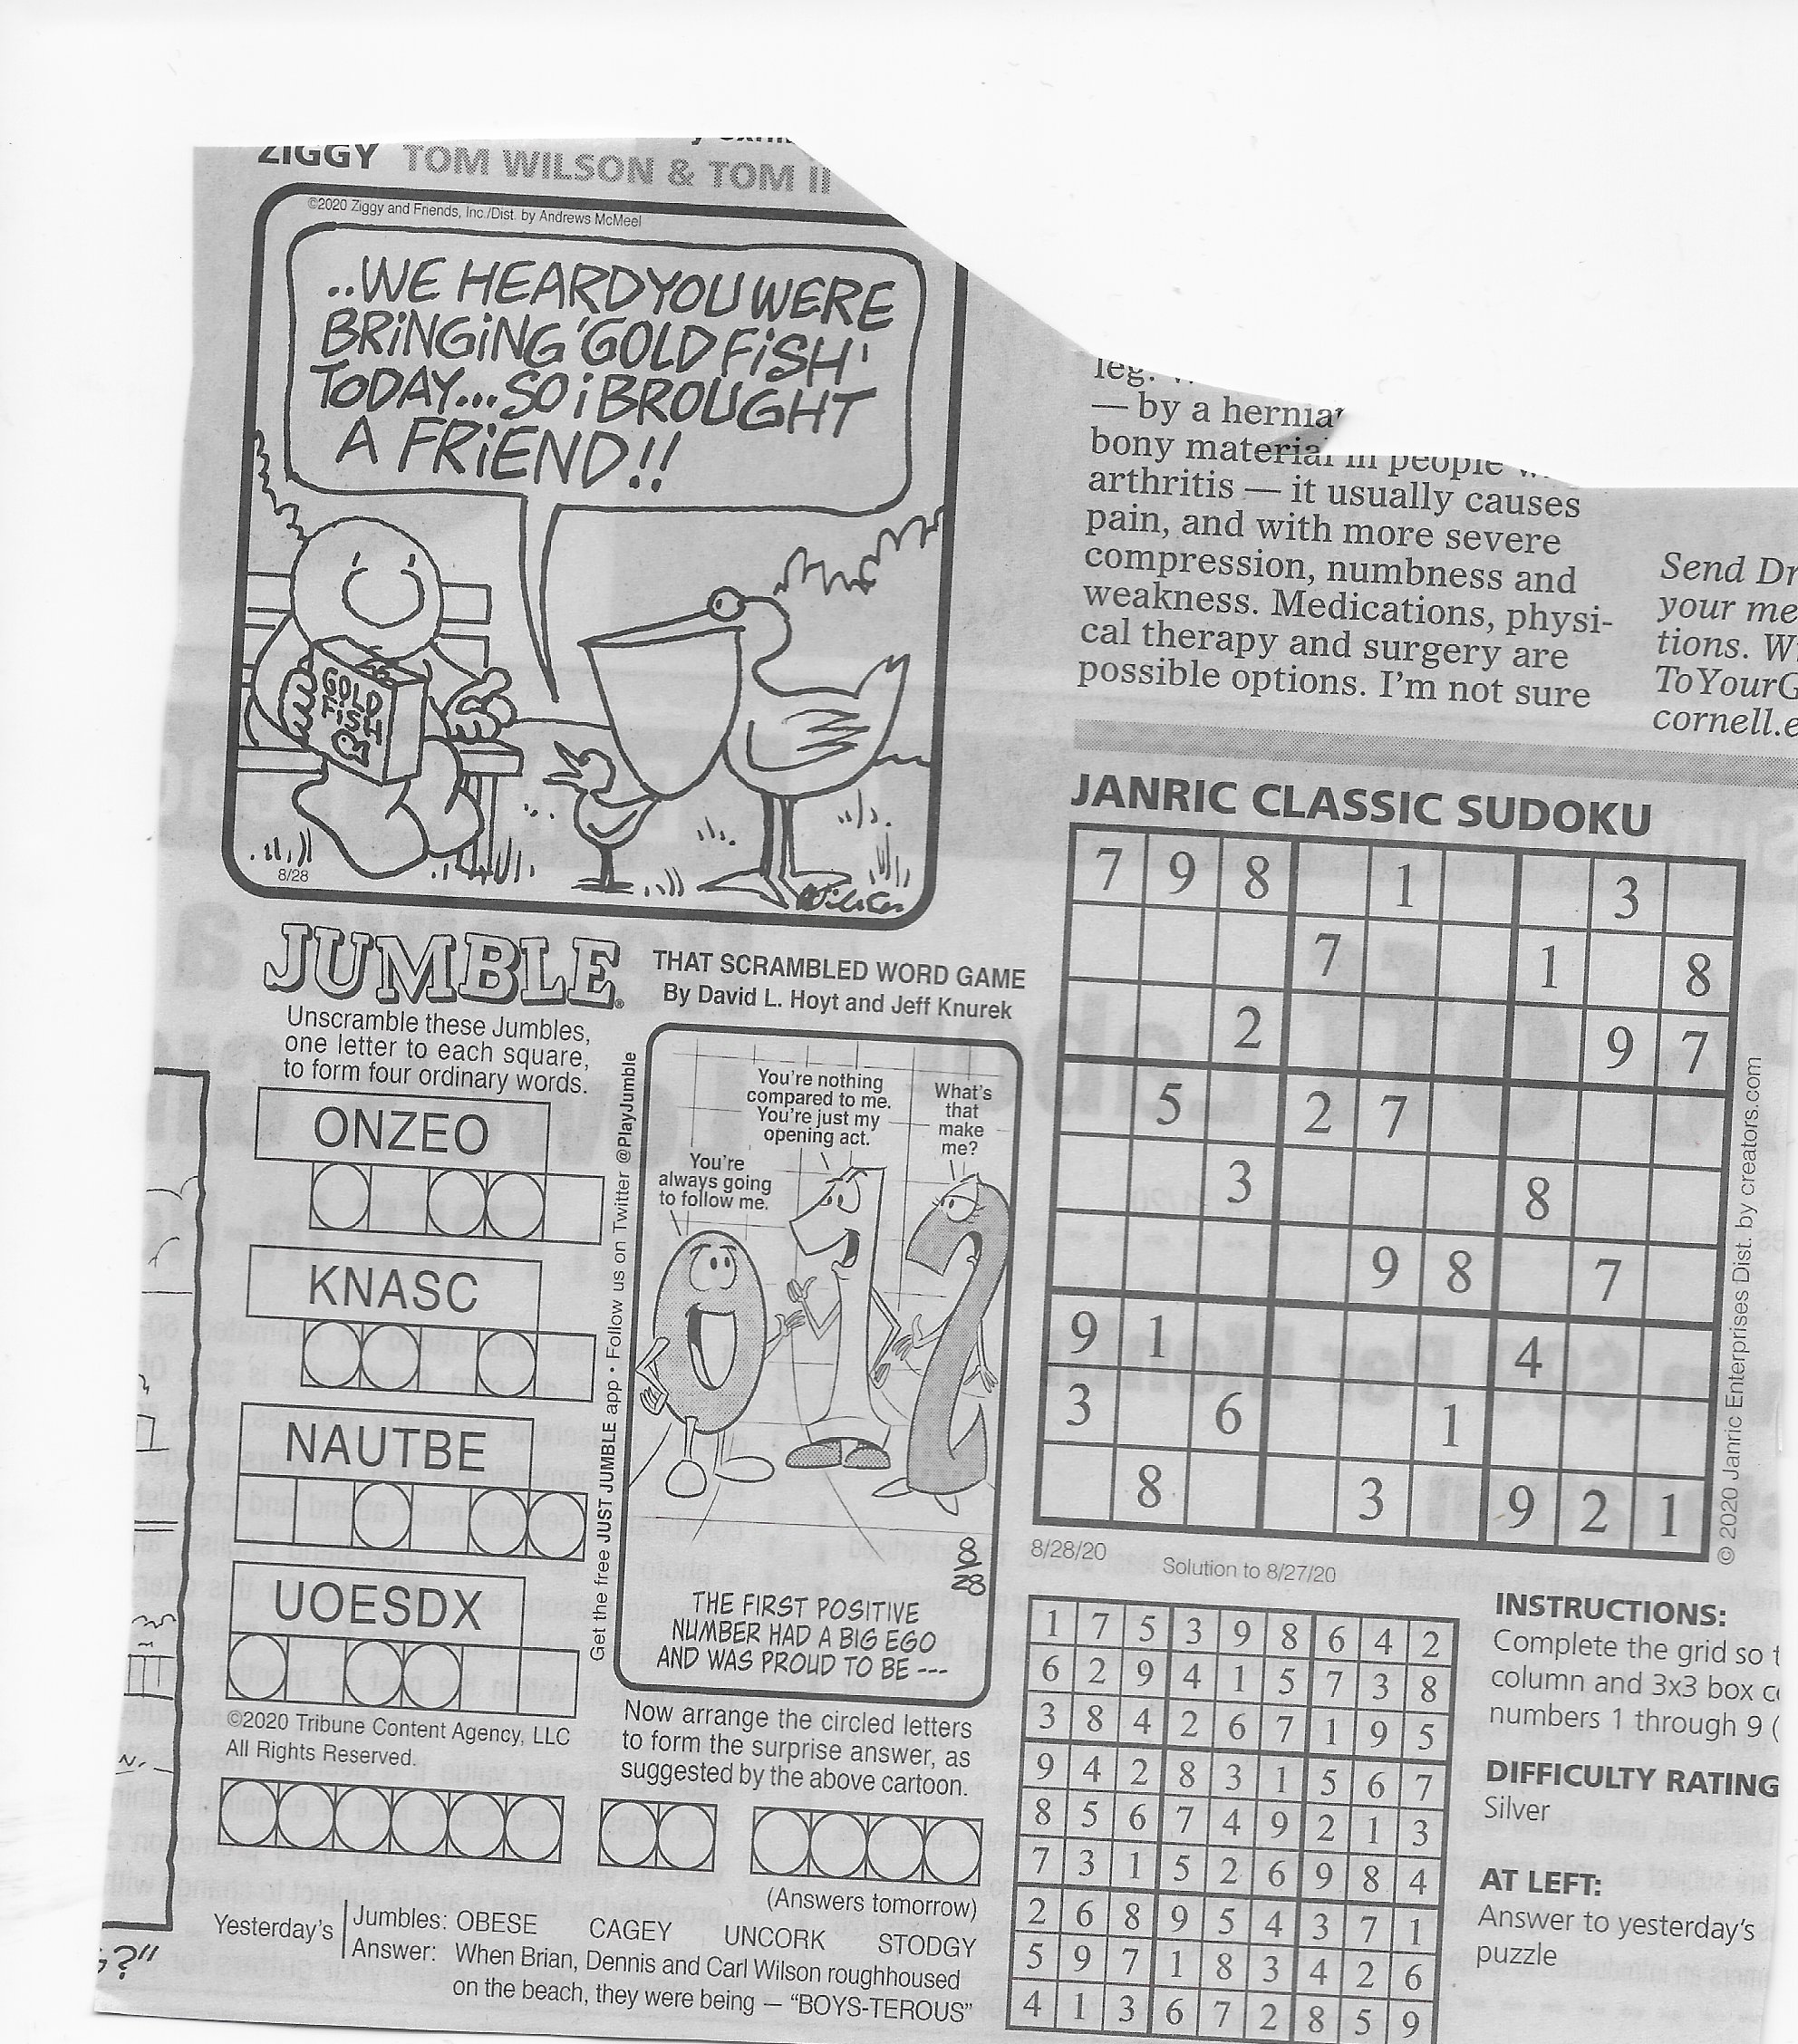 ZIGGY TOM WILSON & TOM II
©2020 Ziggy and Friends, Inc./Dist. by Andrews McMeel
..WE HEARD YOU WERE
BRiNGiNG 'GOLD FiSH'
TODAY...SO i BROUGHT
A FRiEND!!
GOLD
FiSH
8/28
Wilson
leg.
— by a
bony material in people
arthritis — it usually causes
pain, and with more severe
compression, numbness and
weakness. Medications, physi-
cal therapy and surgery are
possible options. I'm not sure
Send Dr
your me
tions. W
ToYourG
cornell.e
JUMBLE®
THAT SCRAMBLED WORD GAME
By David L. Hoyt and Jeff Knurek
Unscramble these Jumbles,
one letter to each square,
to form four ordinary words.
ONZEO
KNASC
NAUTBE
UOESDX
©2020 Tribune Content Agency, LLC
All Rights Reserved.
Get the free JUST JUMBLE app • Follow us on Twitter @PlayJumble
You're
always going
to follow me.
You're nothing
compared to me.
You're just my
opening act.
What's
that
make
me?
8
28
THE FIRST POSITIVE
NUMBER HAD A BIG EGO
AND WAS PROUD TO BE ---
Now arrange the circled letters
to form the surprise answer, as
suggested by the above cartoon.
(Answers tomorrow)
Yesterday's
Jumbles: OBESE CAGEY UNCORK STODGY
Answer: When Brian, Dennis and Carl Wilson roughhoused
on the beach, they were being — "BOYS-TEROUS"
?"
JANRIC CLASSIC SUDOKU
7 9 8 1 3
7 1 8
2 9 7
5 2 7
3 8
9 8 7
9 1 4
3 6 1
8 3 9 2 1
© 2020 Janric Enterprises Dist. by creators.com
8/28/20
Solution to 8/27/20
1 7 5 3 9 8 6 4 2
6 2 9 4 1 5 7 3 8
3 8 4 2 6 7 1 9 5
9 4 2 8 3 1 5 6 7
8 5 6 7 4 9 2 1 3
7 3 1 5 2 6 9 8 4
2 6 8 9 5 4 3 7 1
5 9 7 1 8 3 4 2 6
4 1 3 6 7 2 8 5 9
INSTRUCTIONS:
Complete the grid so t
column and 3x3 box c
numbers 1 through 9 (
DIFFICULTY RATING
Silver
AT LEFT:
Answer to yesterday's
puzzle